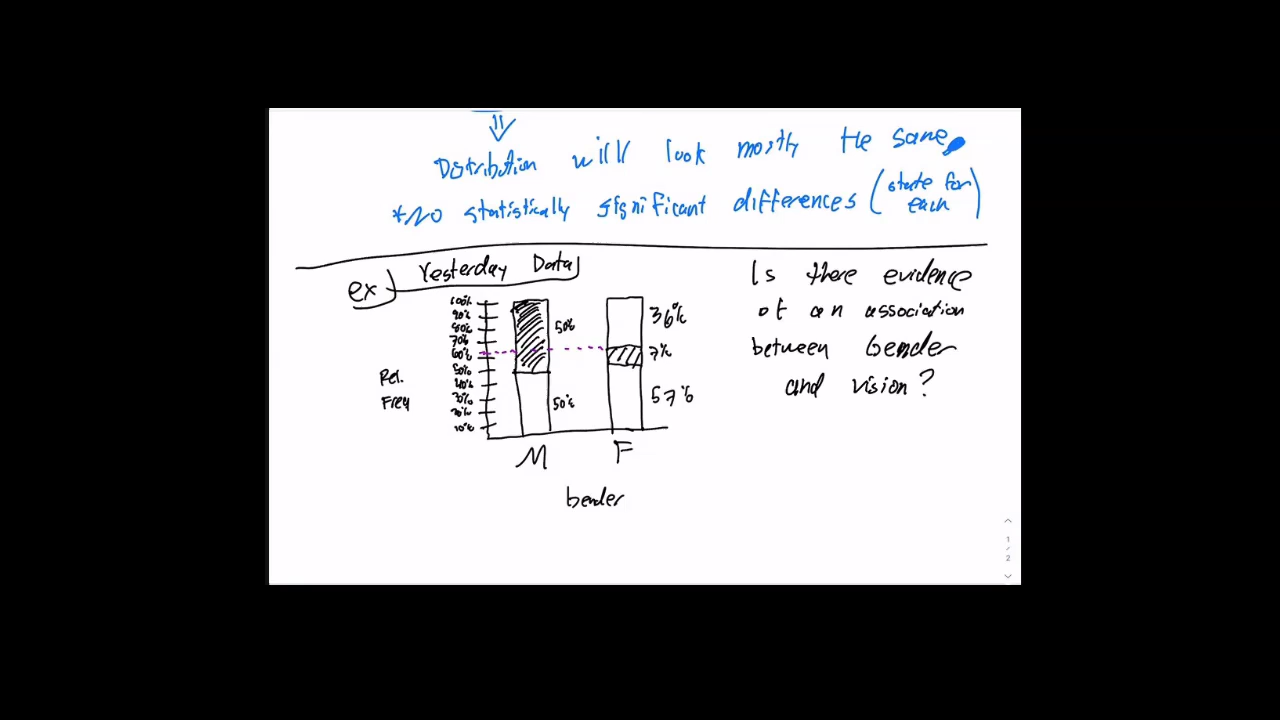 Distribution will look mostly the same.
*No statistically significant differences (state for each)
ex) Yesterday Data
Is there evidence
of an association
between Gender
and vision?
100%
90%
80%
70%
60%
50%
40%
30%
20%
10%
Rel.
Freq
50%
50%
36%
7%
57%
M F
Gender
1
2